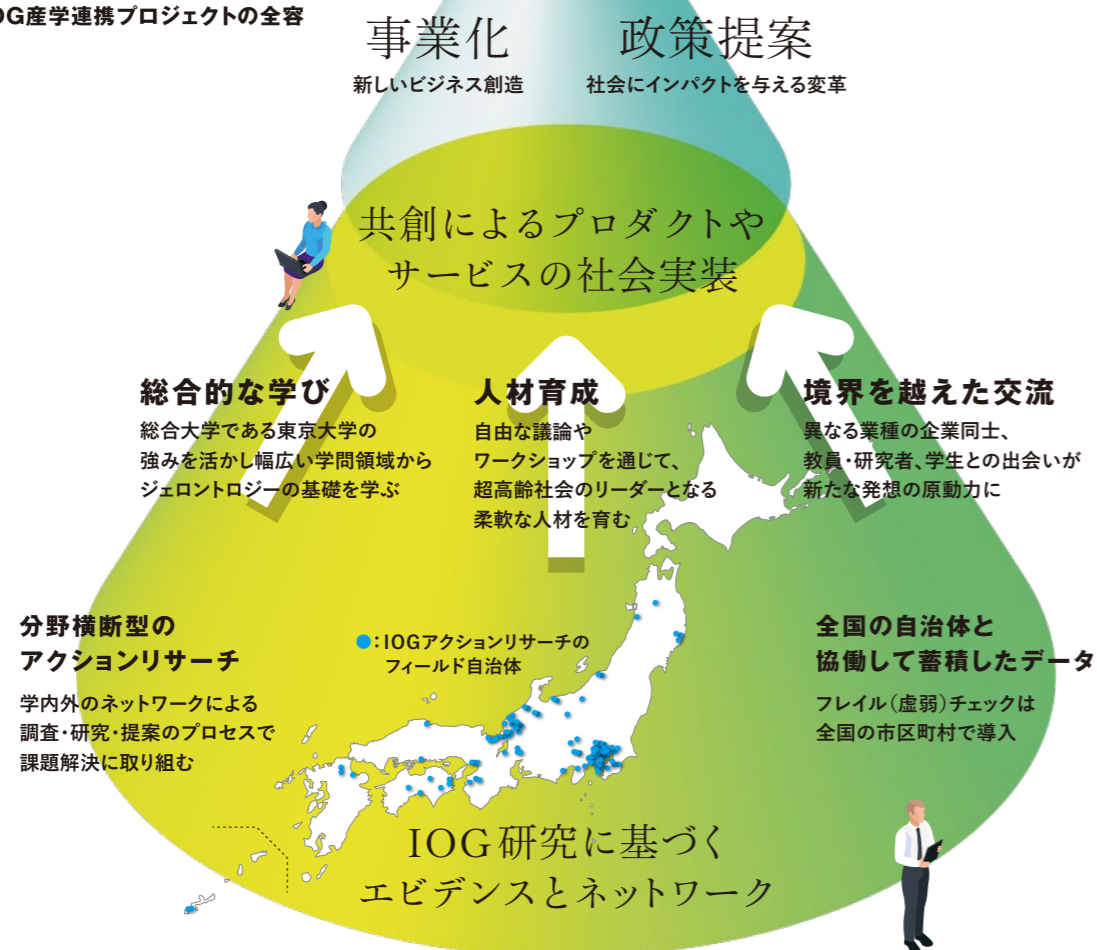 OG産学連携プロジェクトの全容
事業化
新しいビジネス創造
政策提案
社会にインパクトを与える変革
共創によるプロダクトや
サービスの社会実装
総合的な学び
総合大学である東京大学の
強みを活かし幅広い学問領域から
ジェロントロジーの基礎を学ぶ
人材育成
自由な議論や
ワークショップを通じて、
超高齢社会のリーダーとなる
柔軟な人材を育む
境界を越えた交流
異なる業種の企業同士、
教員・研究者、学生との出会いが
新たな発想の原動力に
分野横断型の
アクションリサーチ
学内外のネットワークによる
調査・研究・提案のプロセスで
課題解決に取り組む
●：IOGアクションリサーチの
フィールド自治体
全国の自治体と
協働して蓄積したデータ
フレイル（虚弱）チェックは
全国の市区町村で導入
IOG研究に基づく
エビデンスとネットワーク